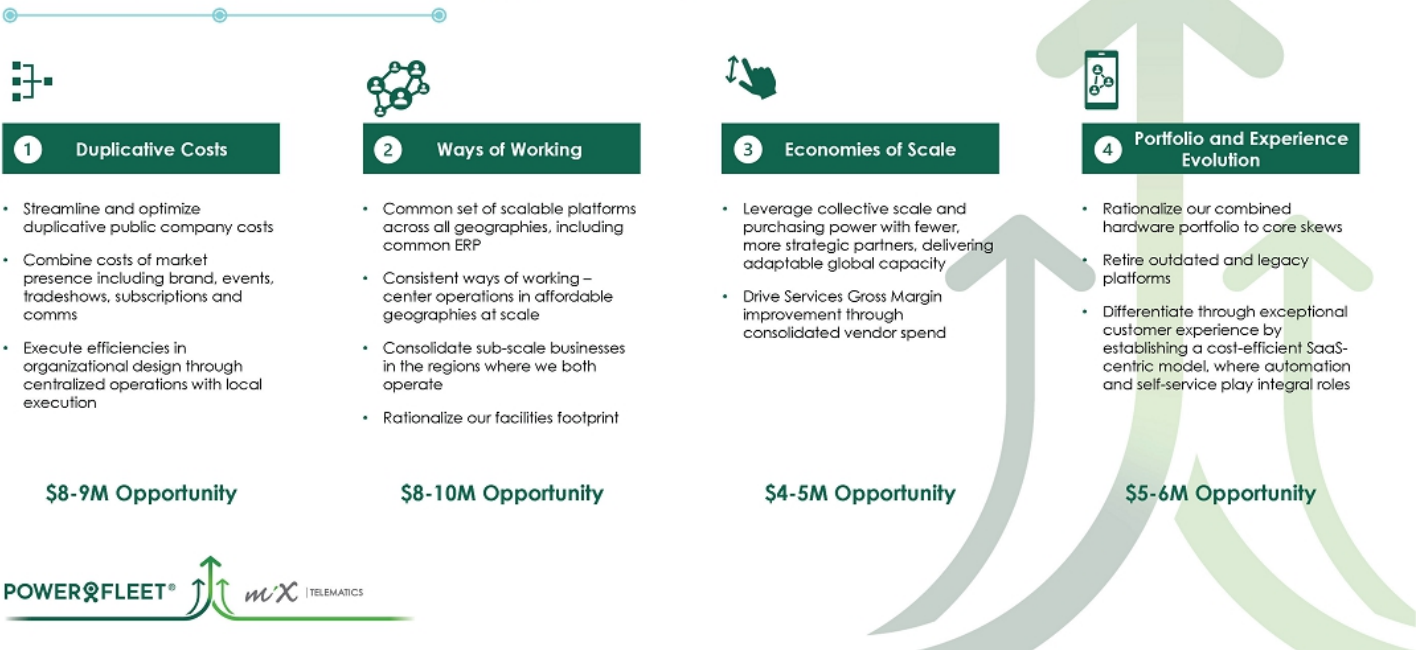 1 Duplicative Costs
• Streamline and optimize
duplicative public company costs
• Combine costs of market
presence including brand, events,
tradeshows, subscriptions and
comms
• Execute efficiencies in
organizational design through
centralized operations with local
execution
$8-9M Opportunity
2 Ways of Working
• Common set of scalable platforms
across all geographies, including
common ERP
• Consistent ways of working –
center operations in affordable
geographies at scale
• Consolidate sub-scale businesses
in the regions where we both
operate
• Rationalize our facilities footprint
$8-10M Opportunity
3 Economies of Scale
• Leverage collective scale and
purchasing power with fewer,
more strategic partners, delivering
adaptable global capacity
• Drive Services Gross Margin
improvement through
consolidated vendor spend
$4-5M Opportunity
4 Portfolio and Experience
Evolution
• Rationalize our combined
hardware portfolio to core skews
• Retire outdated and legacy
platforms
• Differentiate through exceptional
customer experience by
establishing a cost-efficient SaaS-
centric model, where automation
and self-service play integral roles
$5-6M Opportunity
POWERFLEET® mix | TELEMATICS